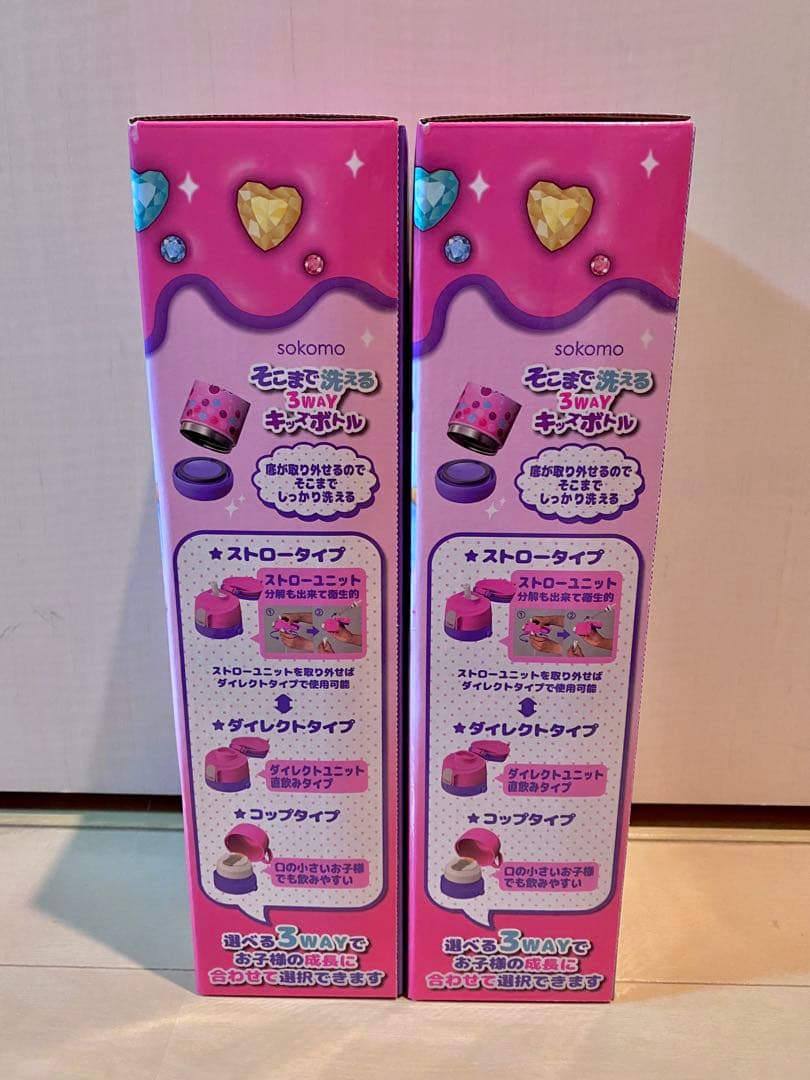 sokomo
そこまで洗える
3WAY
キッズボトル
底が取り外せるので
そこまで
しっかり洗える
★ストロータイプ
ストローユニット
分解も出来て衛生的
① ②
ストローユニットを取り外せば
ダイレクトタイプで使用可能
★ダイレクトタイプ
ダイレクトユニット
直飲みタイプ
★コップタイプ
口の小さいお子様
でも飲みやすい
選べる3WAYで
お子様の成長に
合わせて選択できます
sokomo
そこまで洗える
3WAY
キッズボトル
底が取り外せるので
そこまで
しっかり洗える
★ストロータイプ
ストローユニット
分解も出来て衛生的
① ②
ストローユニットを取り外せば
ダイレクトタイプで使用可能
★ダイレクトタイプ
ダイレクトユニット
直飲みタイプ
★コップタイプ
口の小さいお子様
でも飲みやすい
選べる3WAYで
お子様の成長に
合わせて選択できます